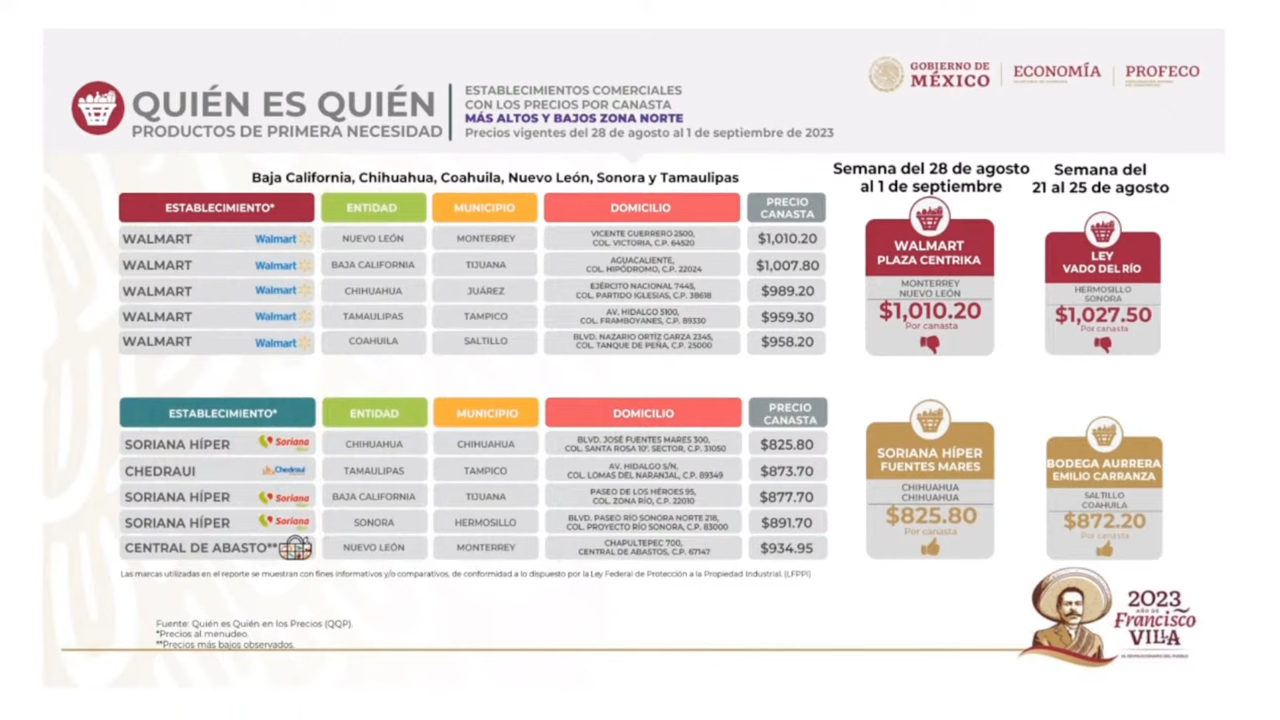 QUIÉN ES QUIÉN
PRODUCTOS DE PRIMERA NECESIDAD
ESTABLECIMIENTOS COMERCIALES
CON LOS PRECIOS POR CANASTA
MÁS ALTOS Y BAJOS ZONA NORTE
Precios vigentes del 28 de agosto al 1 de septiembre de 2023
GOBIERNO DE
MÉXICO
ECONOMÍA
PROFECO
Baja California, Chihuahua, Coahuila, Nuevo León, Sonora y Tamaulipas
ESTABLECIMIENTO* ENTIDAD MUNICIPIO DOMICILIO PRECIO CANASTA
WALMART Walmart NUEVO LEÓN MONTERREY VICENTE GUERRERO 2500, COL. VICTORIA, C.P. 64520 $1,010.20
WALMART Walmart BAJA CALIFORNIA TIJUANA AGUACALIENTE, COL. HIPÓDROMO, C.P. 22024 $1,007.80
WALMART Walmart CHIHUAHUA JUÁREZ EJÉRCITO NACIONAL 7445, COL. PARTIDO IGLESIAS, C.P. 38618 $989.20
WALMART Walmart TAMAULIPAS TAMPICO AV. HIDALGO 5100, COL. FRAMBOYANES, C.P. 89330 $959.30
WALMART Walmart COAHUILA SALTILLO BLVD. NAZARIO ORTÍZ GARZA 2345, COL. TANQUE DE PEÑA, C.P. 25000 $958.20
Semana del 28 de agosto
al 1 de septiembre
WALMART
PLAZA CENTRIKA
MONTERREY
NUEVO LEÓN
$1,010.20
Por canasta
Semana del
21 al 25 de agosto
LEY
VADO DEL RÍO
HERMOSILLO
SONORA
$1,027.50
Por canasta
ESTABLECIMIENTO* ENTIDAD MUNICIPIO DOMICILIO PRECIO CANASTA
SORIANA HÍPER Soriana CHIHUAHUA CHIHUAHUA BLVD. JOSÉ FUENTES MARES 300, COL. SANTA ROSA 10°. SECTOR, C.P. 31050 $825.80
CHEDRAUI Chedraui TAMAULIPAS TAMPICO AV. HIDALGO S/N, COL. LOMAS DEL NARANJAL, C.P. 89349 $873.70
SORIANA HÍPER Soriana BAJA CALIFORNIA TIJUANA PASEO DE LOS HÉROES 95, COL. ZONA RÍO, C.P. 22010 $877.70
SORIANA HÍPER Soriana SONORA HERMOSILLO BLVD. PASEO RÍO SONORA NORTE 218, COL. PROYECTO RÍO SONORA, C.P. 83000 $891.70
CENTRAL DE ABASTO** NUEVO LEÓN MONTERREY CHAPULTEPEC 700, CENTRAL DE ABASTOS, C.P. 67147 $934.95
SORIANA HÍPER
FUENTES MARES
CHIHUAHUA
CHIHUAHUA
$825.80
Por canasta
BODEGA AURRERA
EMILIO CARRANZA
SALTILLO
COAHUILA
$872.20
Por canasta
Las marcas utilizadas en el reporte se muestran con fines informativos y/o comparativos, de conformidad a lo dispuesto por la Ley Federal de Protección a la Propiedad Industrial. (LFPPI)
Fuente: Quién es Quién en los Precios (QQP).
*Precios al menudeo.
**Precios más bajos observados.
2023
AÑO DE
Francisco
VILLA
EL REVOLUCIONARIO DEL PUEBLO